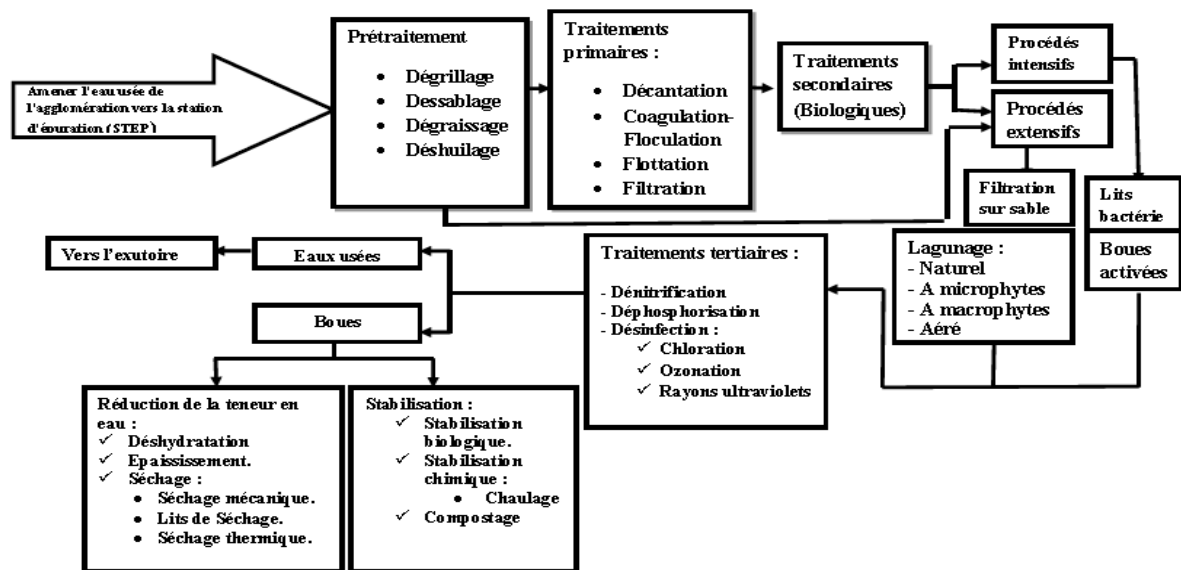 Amener l'eau usée de
l'agglomération vers la station
d'épuration (STEP)
Prétraitement
• Dégrillage
• Dessablage
• Dégraissage
• Déshuilage
Traitements
primaires :
• Décantation
• Coagulation-
Floculation
• Flottation
• Filtration
Traitements
secondaires
(Biologiques)
Procédés
intensifs
Procédés
extensifs
Filtration
sur sable
Lits
bactérie
Boues
activées
Lagunage :
- Naturel
- A microphytes
- A macrophytes
- Aéré
Traitements tertiaires :
- Dénitrification
- Déphosphorisation
- Désinfection :
✓ Chloration
✓ Ozonation
✓ Rayons ultraviolets
Eaux usées
Vers l'exutoire
Boues
Réduction de la teneur en
eau :
✓ Déshydratation
✓ Epaississement.
✓ Séchage :
• Séchage mécanique.
• Lits de Séchage.
• Séchage thermique.
Stabilisation :
✓ Stabilisation
biologique.
✓ Stabilisation
chimique :
• Chaulage
✓ Compostage